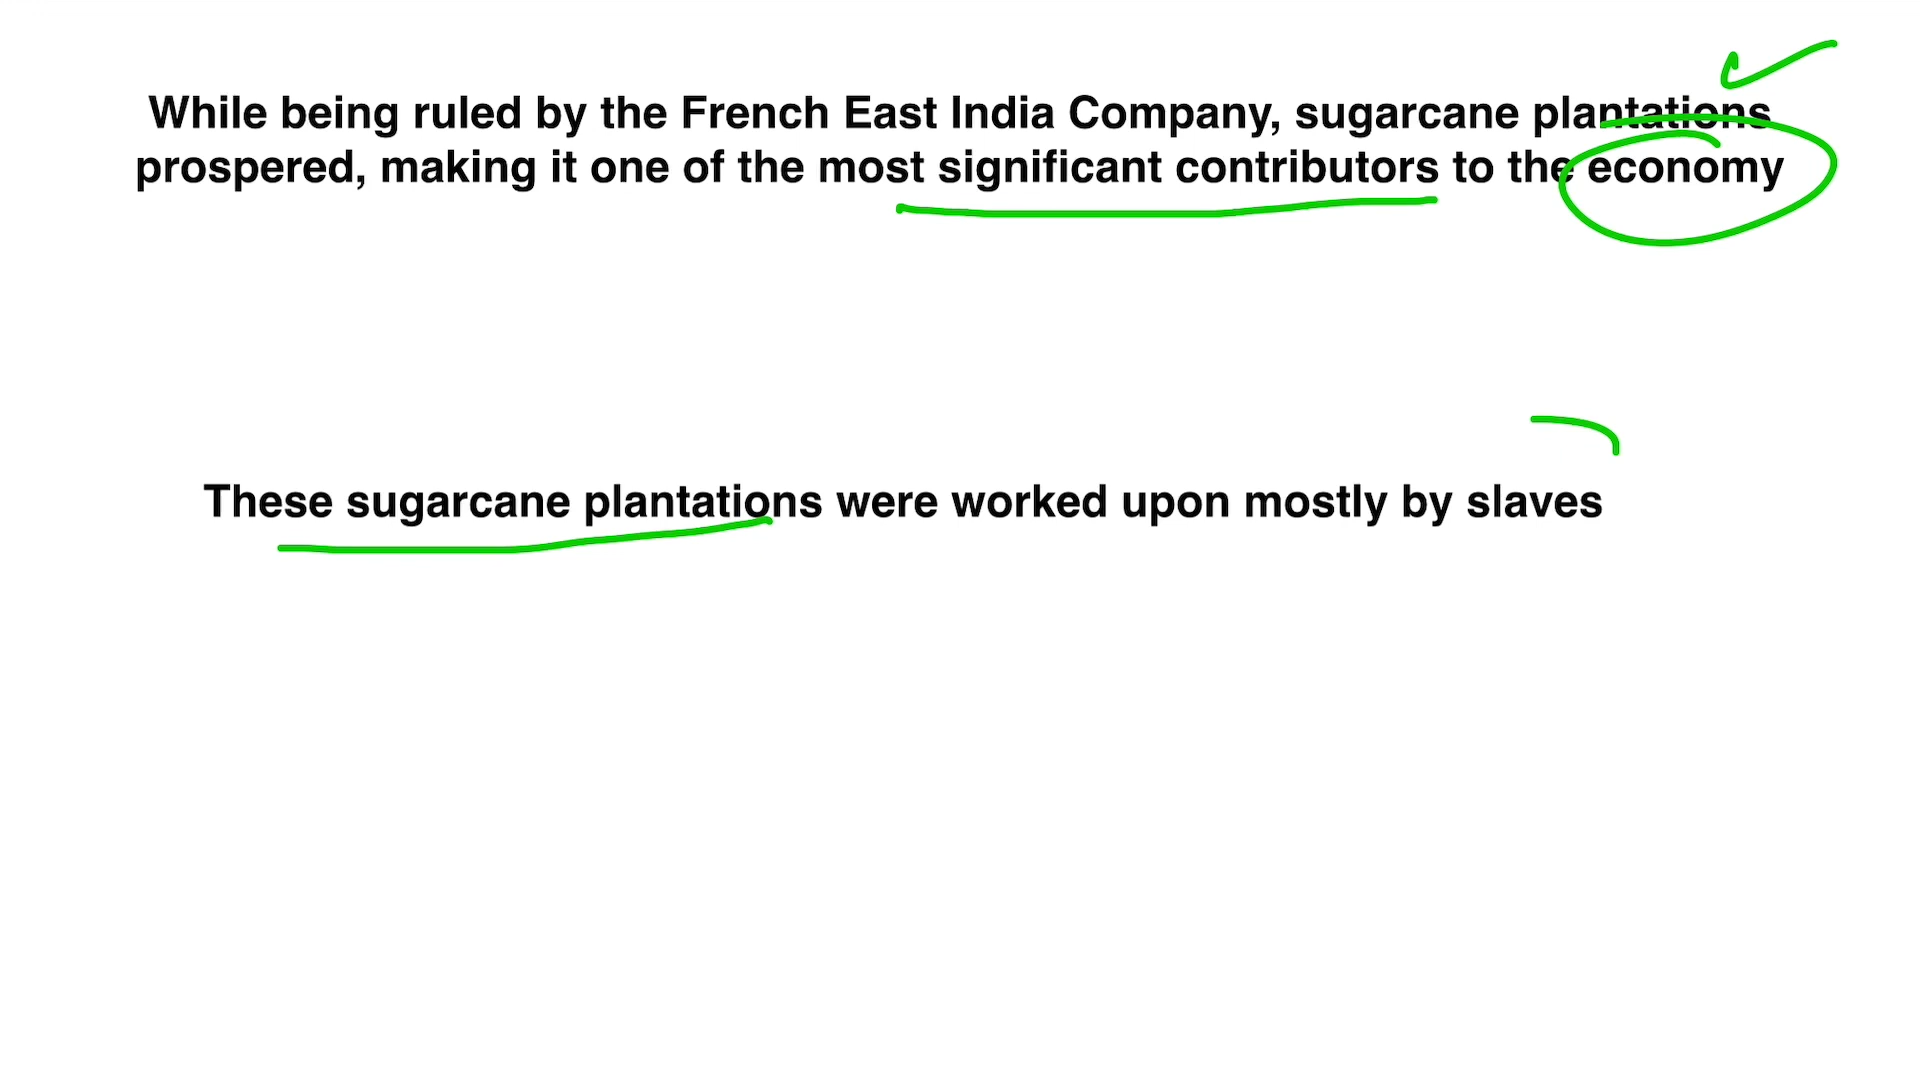 While being ruled by the French East India Company, sugarcane plantations
prospered, making it one of the most significant contributors to the economy
These sugarcane plantations were worked upon mostly by slaves